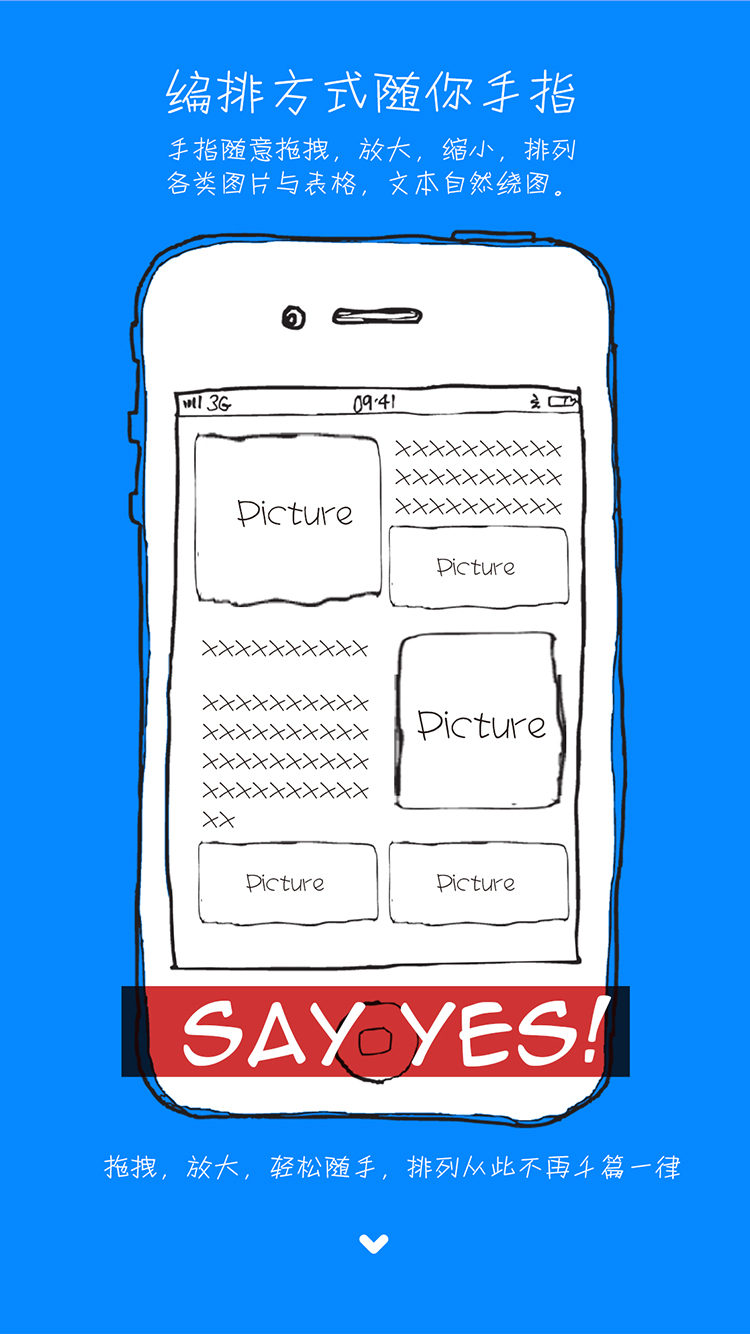 编排方式随你手指
手指随意拖拽，放大，缩小，排列
各类图片与表格，文本自然绕图。
3G 09:41
Picture
xxxxxxxxxx
xxxxxxxxxx
xxxxxxxxxx
Picture
xxxxxxxxxx
Picture
xxxxxxxxxx
xxxxxxxxxx
xxxxxxxxxx
xxxxxxxxxx
xx
Picture Picture
SAY YES!
拖拽，放大，轻松随手，排列从此不再千篇一律